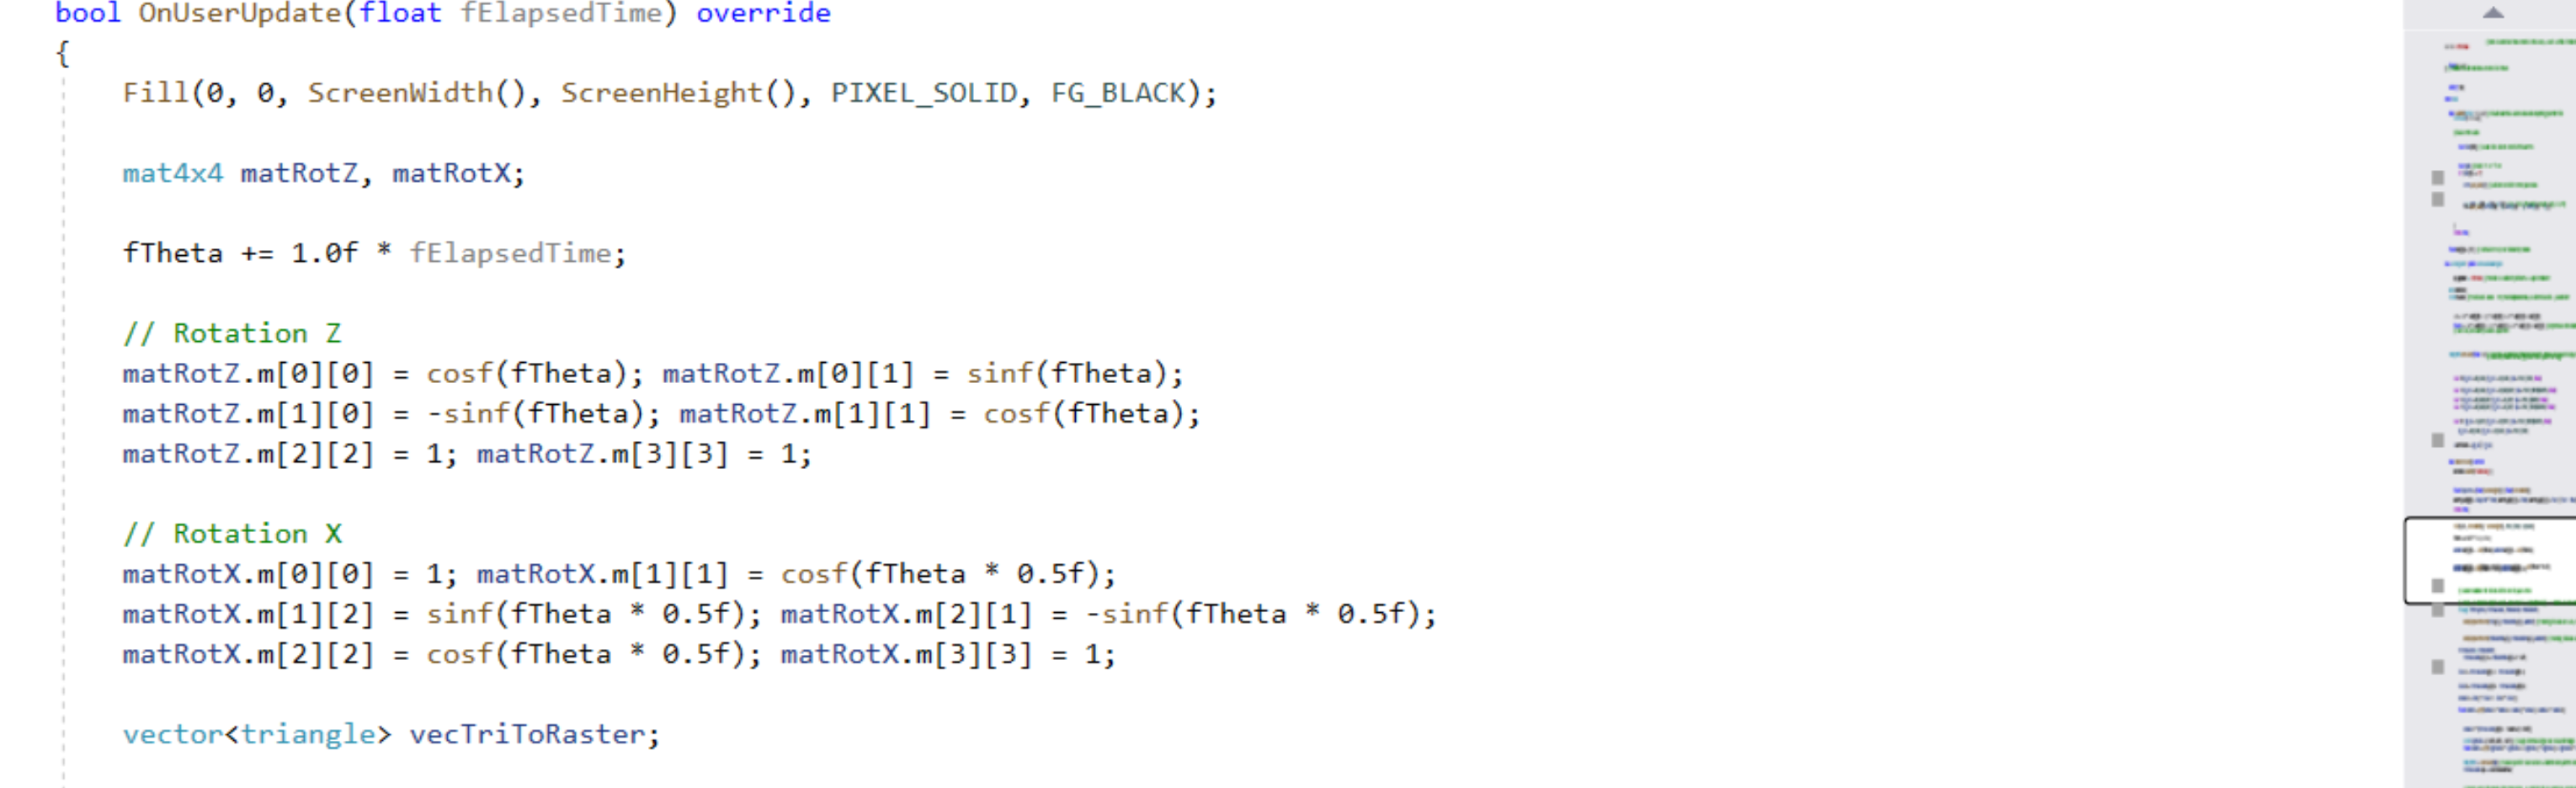 bool OnUserUpdate(float fElapsedTime) override
{
Fill(0, 0, ScreenWidth(), ScreenHeight(), PIXEL_SOLID, FG_BLACK);
mat4x4 matRotZ, matRotX;
fTheta += 1.0f * fElapsedTime;
// Rotation Z
matRotZ.m[0][0] = cosf(fTheta); matRotZ.m[0][1] = sinf(fTheta);
matRotZ.m[1][0] = -sinf(fTheta); matRotZ.m[1][1] = cosf(fTheta);
matRotZ.m[2][2] = 1; matRotZ.m[3][3] = 1;
// Rotation X
matRotX.m[0][0] = 1; matRotX.m[1][1] = cosf(fTheta * 0.5f);
matRotX.m[1][2] = sinf(fTheta * 0.5f); matRotX.m[2][1] = -sinf(fTheta * 0.5f);
matRotX.m[2][2] = cosf(fTheta * 0.5f); matRotX.m[3][3] = 1;
vector<triangle> vecTriToRaster;